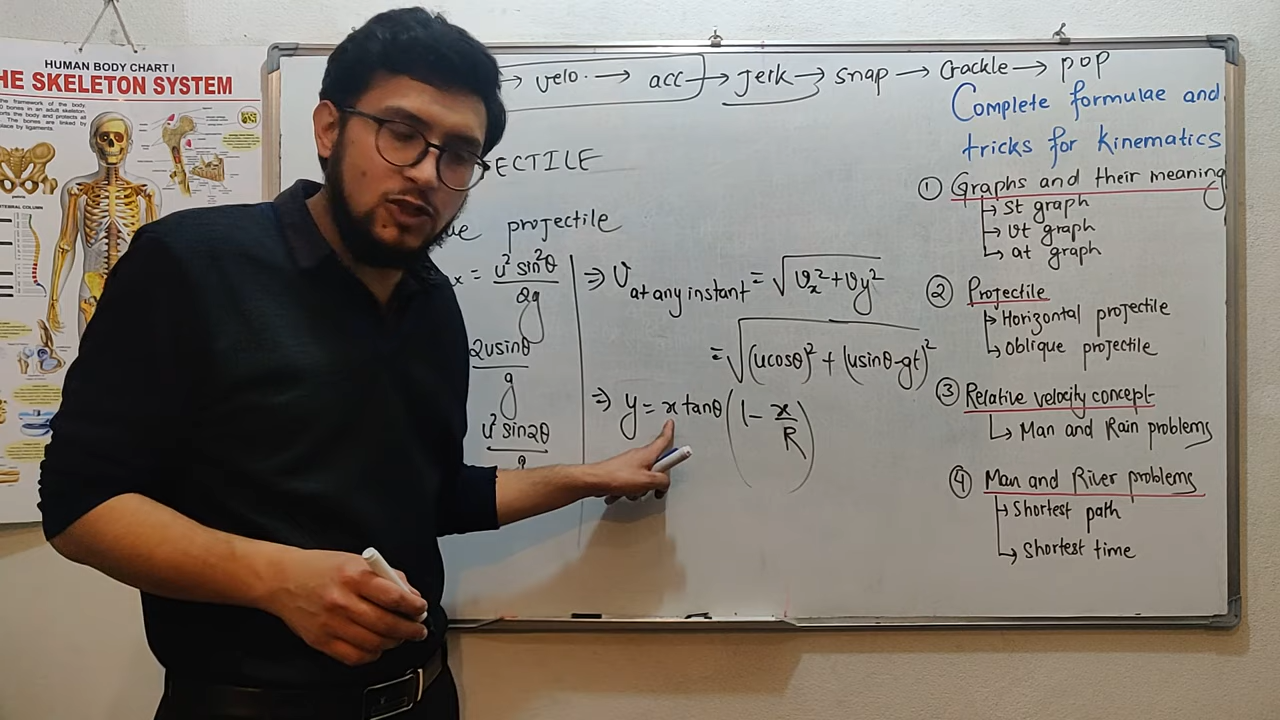 HUMAN BODY CHART I
HE SKELETON SYSTEM
→ velo. → acc → Jerk → snap → Crackle → pop
Complete formulae and
tricks for Kinematics
ECTILE
ue projectile
x = u² sin²θ / 2g
2usinθ / g
u² sin2θ
⇒ V at any instant = √(vx² + vy²)
= √((ucosθ)² + (usinθ-gt)²)
⇒ y = x tanθ (1 - x/R)
① Graphs and their meaning
St graph
vt graph
at graph
② Projectile
Horizontal projectile
Oblique projectile
③ Relative velocity concept
Man and Rain problems
④ Man and River problems
Shortest path
Shortest time